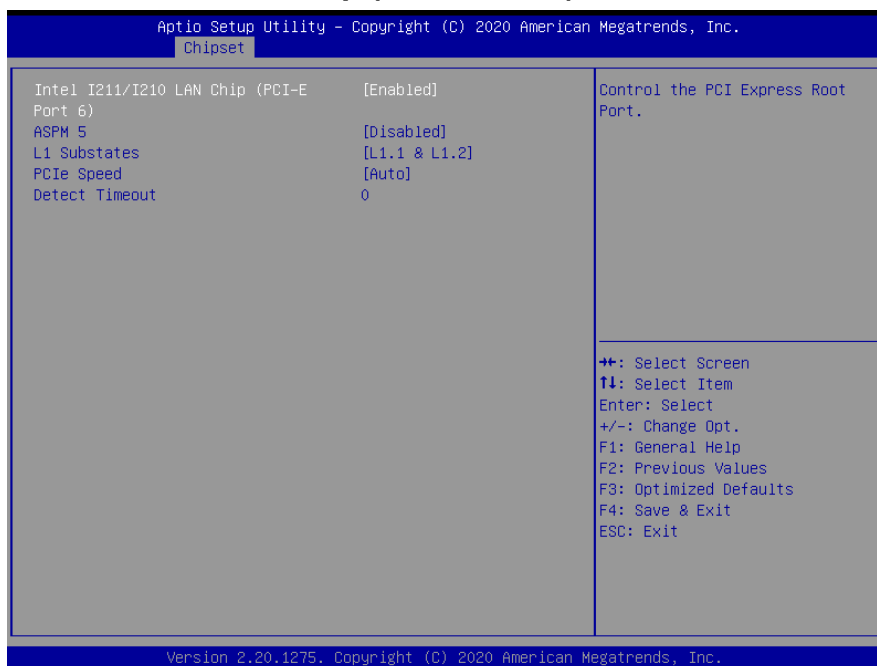 Aptio Setup Utility – Copyright (C) 2020 American Megatrends, Inc.
Chipset
Intel I211/I210 LAN Chip (PCI-E Port 6) [Enabled]
ASPM 5 [Disabled]
L1 Substates [L1.1 & L1.2]
PCIe Speed [Auto]
Detect Timeout 0
Control the PCI Express Root
Port.
→←: Select Screen
↑↓: Select Item
Enter: Select
+/-: Change Opt.
F1: General Help
F2: Previous Values
F3: Optimized Defaults
F4: Save & Exit
ESC: Exit
Version 2.20.1275. Copyright (C) 2020 American Megatrends, Inc.